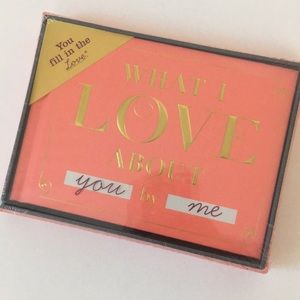 You
fill in the
Love®
WHAT I
LOVE
ABOUT
you by me